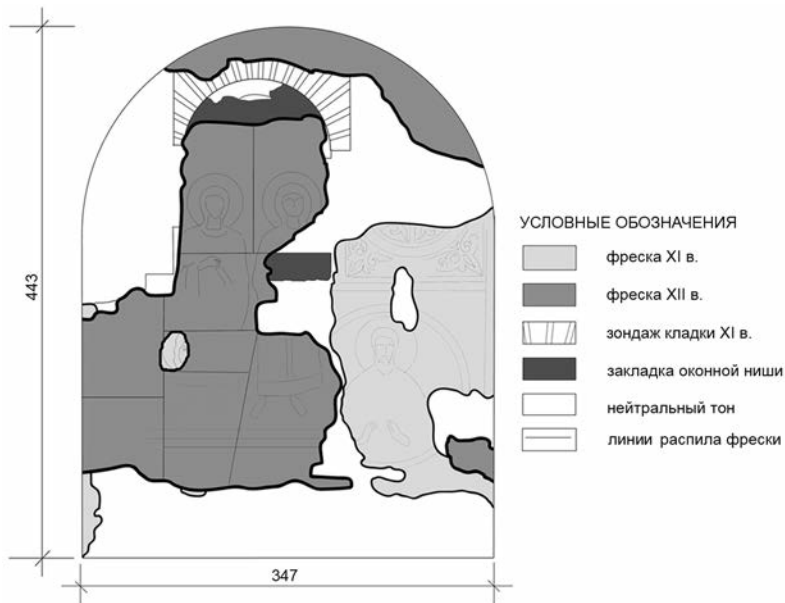 443
УСЛОВНЫЕ ОБОЗНАЧЕНИЯ
фреска XI в.
фреска XII в.
зондаж кладки XI в.
закладка оконной ниши
нейтральный тон
линии распила фрески
347